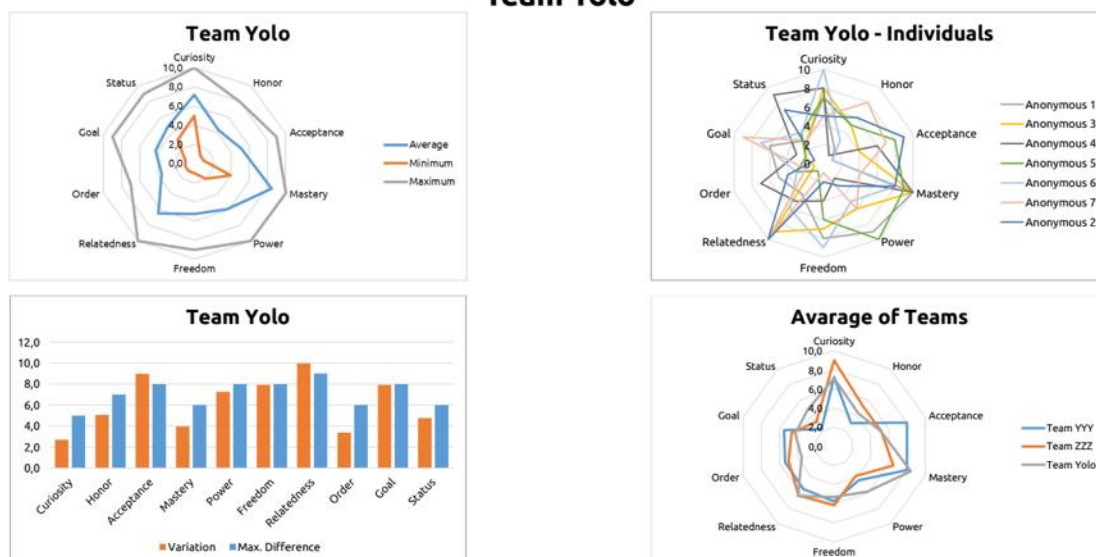 Team Yolo
Team Yolo
Curiosity
Honor
Acceptance
Mastery
Power
Freedom
Relatedness
Order
Goal
Status
10,0
8,0
6,0
4,0
2,0
0,0
Average
Minimum
Maximum
Team Yolo - Individuals
Curiosity
Honor
Acceptance
Mastery
Power
Freedom
Relatedness
Order
Goal
Status
10
8
6
4
2
0
Anonymous 1
Anonymous 3
Anonymous 4
Anonymous 5
Anonymous 6
Anonymous 7
Anonymous 2
Team Yolo
12,0
10,0
8,0
6,0
4,0
2,0
0,0
Curiosity
Honor
Acceptance
Mastery
Power
Freedom
Relatedness
Order
Goal
Status
Variation
Max. Difference
Avarage of Teams
Curiosity
Honor
Acceptance
Mastery
Power
Freedom
Relatedness
Order
Goal
Status
10,0
8,0
6,0
4,0
2,0
0,0
Team YYY
Team ZZZ
Team Yolo